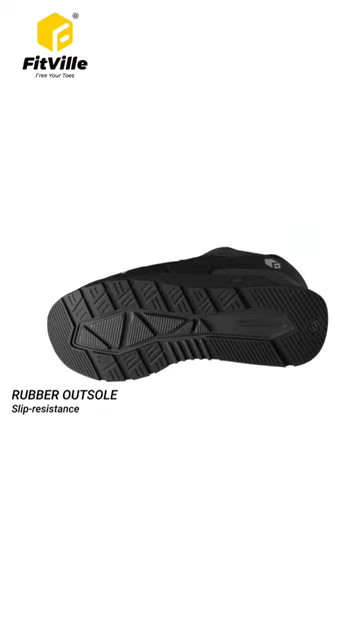 ®
FitVille
Free Your Toes
RUBBER OUTSOLE
Slip-resistance